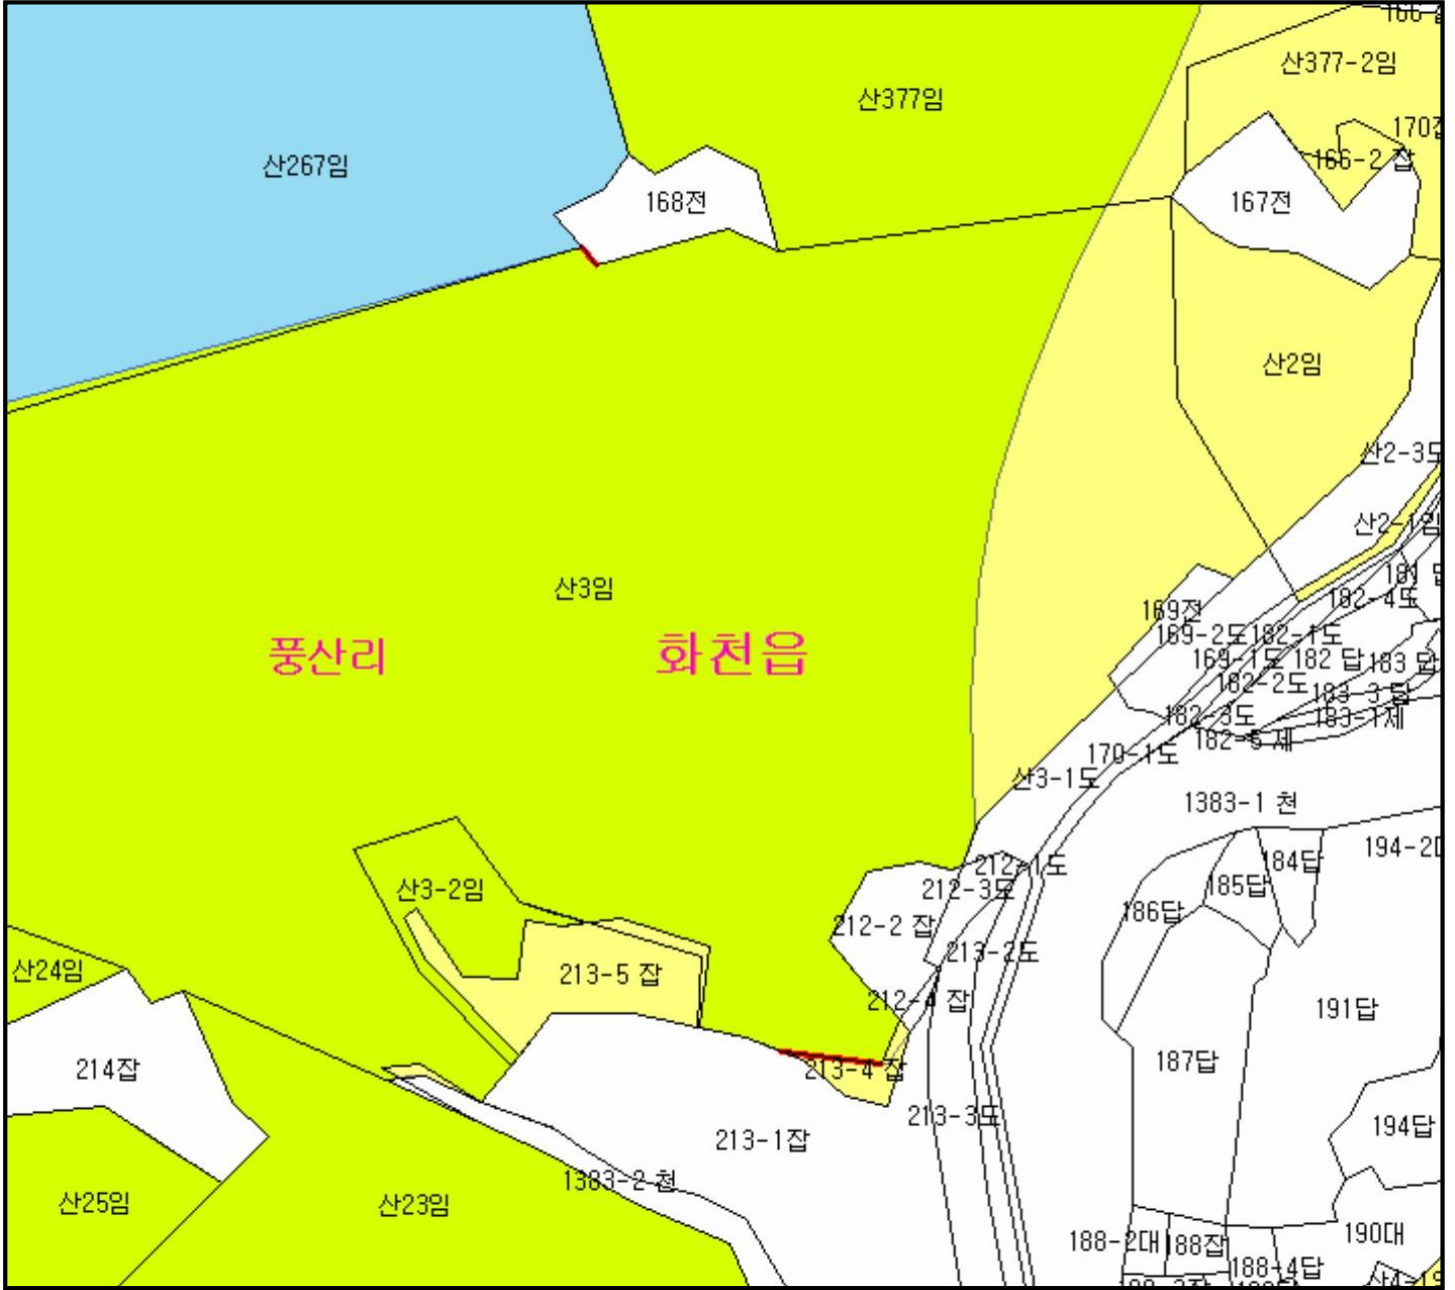 산377-2임
산377임
산267임
166-2 잡
168전
167전
산2임
산2-3도
산2-1임
산3임
169전
182-4도
169-2도
182-1도
풍산리
화천읍
169-1도
182 답
183 답
182-2도
183-3 답
182-3도
183-1제
182-5 제
170-1도
산3-1도
1383-1 천
212-1도
184답
산3-2임
212-3도
185답
186답
212-2 잡
213-2도
산24임
213-5 잡
212-4 잡
191답
214잡
213-4 잡
187답
213-3도
194답
213-1잡
1383-2 천
산25임
산23임
190대
188-2대
188잡
188-4답